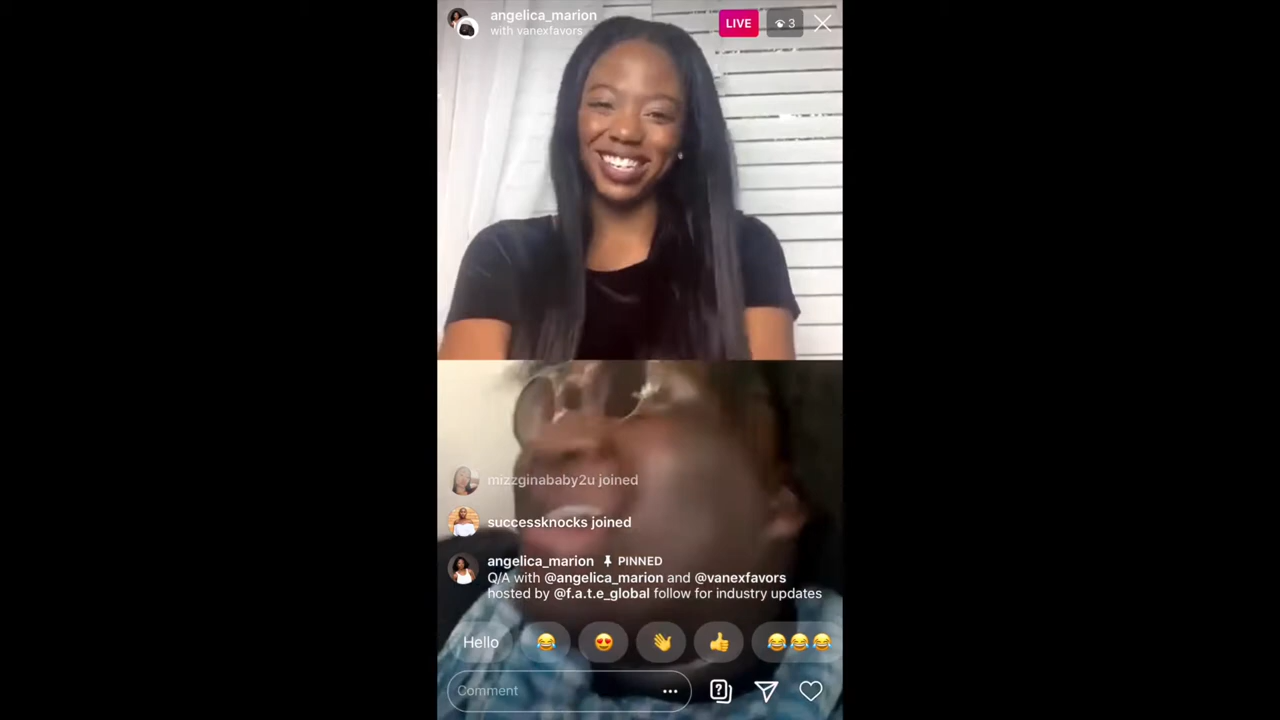 angelica_marion
with vanexfavors
LIVE
3
mizzginababy2u joined
successknocks joined
angelica_marion PINNED
Q/A with @angelica_marion and @vanexfavors
hosted by @f.a.t.e_global follow for industry updates
Hello
Comment